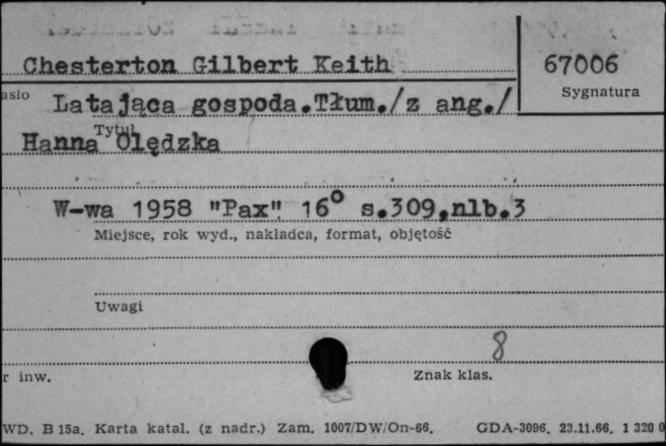 Chesterton Gilbert Keith
67006
Sygnatura
asło
Latająca gospoda.Tłum./z ang./
Tytuł
Hanna Olędzka
W-wa 1958 "Pax" 16° s.309,nlb.3
Miejsce, rok wyd., nakładca, format, objętość
Uwagi
8
r inw.
Znak klas.
WD. B 15a. Karta katal. (z nadr.) Zam. 1007/DW/On-66. GDA-3096. 23.11.66. 1 320 0